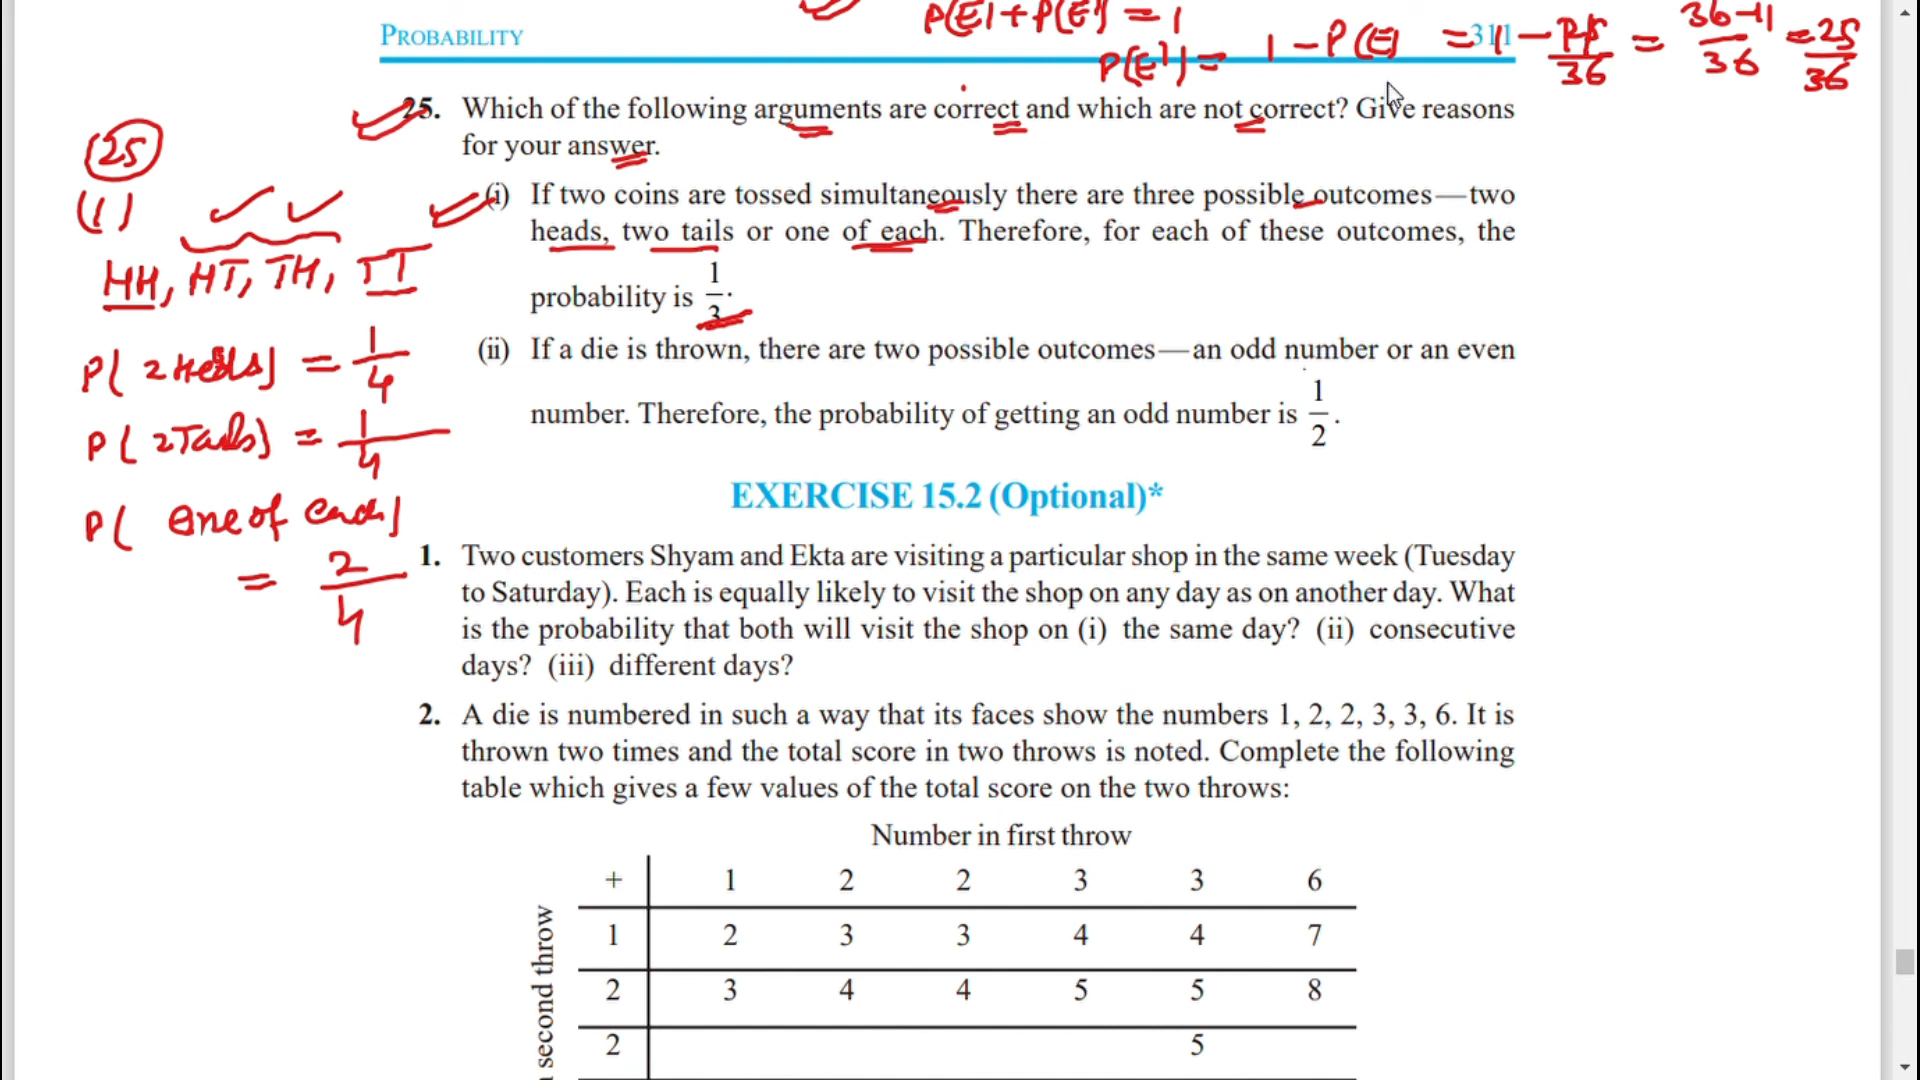 P(E)+P(E')=1
PROBABILITY
311
P(E') = 1-P(E) = 1 - 11/36 = 36-11/36 = 25/36
25. Which of the following arguments are correct and which are not correct? Give reasons
for your answer.
(i) If two coins are tossed simultaneously there are three possible outcomes—two
heads, two tails or one of each. Therefore, for each of these outcomes, the
probability is 1/3.
(ii) If a die is thrown, there are two possible outcomes—an odd number or an even
number. Therefore, the probability of getting an odd number is 1/2.
(25)
(i)
HH, HT, TH, TT
P( 2 Heads) = 1/4
P( 2Tails) = 1/4
P( one of each)
= 2/4
EXERCISE 15.2 (Optional)*
1. Two customers Shyam and Ekta are visiting a particular shop in the same week (Tuesday
to Saturday). Each is equally likely to visit the shop on any day as on another day. What
is the probability that both will visit the shop on (i) the same day? (ii) consecutive
days? (iii) different days?
2. A die is numbered in such a way that its faces show the numbers 1, 2, 2, 3, 3, 6. It is
thrown two times and the total score in two throws is noted. Complete the following
table which gives a few values of the total score on the two throws:
Number in first throw
+ 1 2 2 3 3 6
1 2 3 3 4 4 7
2 3 4 4 5 5 8
2 5
second throw